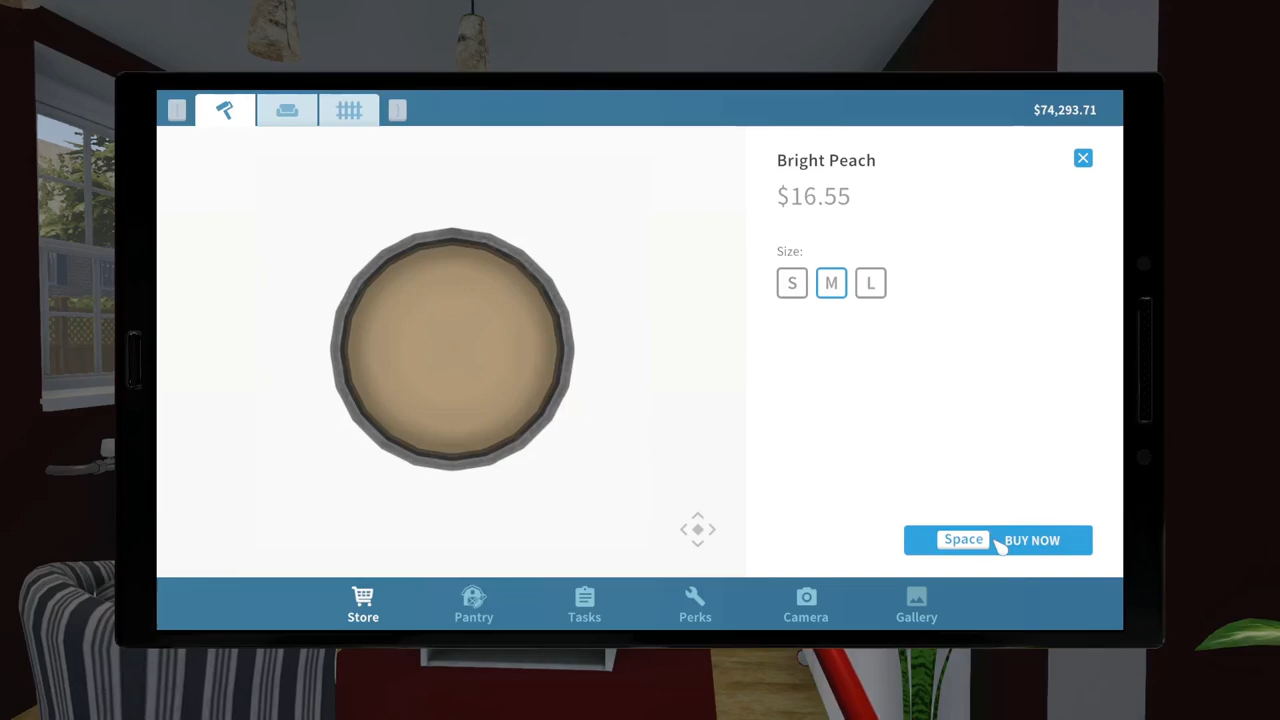 $74,293.71
Bright Peach
$16.55
Size:
S M L
Space BUY NOW
Store Pantry Tasks Perks Camera Gallery